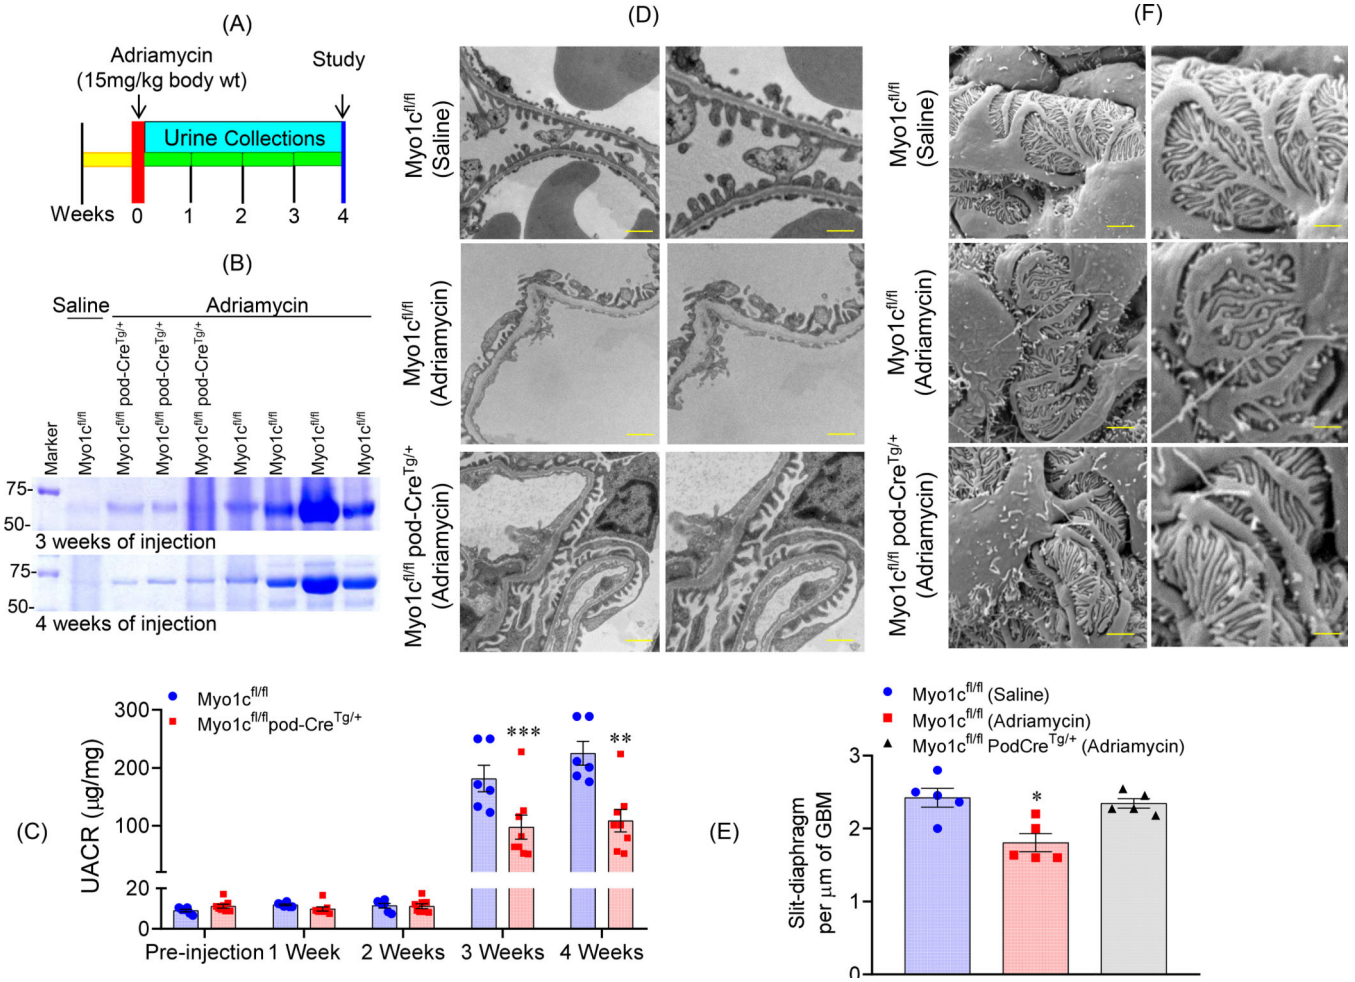 (A)
Adriamycin
(15mg/kg body wt)
Study
Urine Collections
Weeks 0 1 2 3 4
(B)
Saline Adriamycin
Marker
Myo1cfl/fl
Myo1cfl/fl pod-CreTg/+
Myo1cfl/fl pod-CreTg/+
Myo1cfl/fl pod-CreTg/+
Myo1cfl/fl
Myo1cfl/fl
Myo1cfl/fl
Myo1cfl/fl
75-
50-
3 weeks of injection
75-
50-
4 weeks of injection
(D)
Myo1cfl/fl
(Saline)
Myo1cfl/fl
(Adriamycin)
Myo1cfl/fl pod-CreTg/+
(Adriamycin)
(F)
Myo1cfl/fl
(Saline)
Myo1cfl/fl
(Adriamycin)
Myo1cfl/fl pod-CreTg/+
(Adriamycin)
(C)
Myo1cfl/fl
Myo1cfl/flpod-CreTg/+
UACR (µg/mg)
300
200
100
20
10
0
***
**
Pre-injection 1 Week 2 Weeks 3 Weeks 4 Weeks
(E)
Myo1cfl/fl (Saline)
Myo1cfl/fl (Adriamycin)
Myo1cfl/fl PodCreTg/+ (Adriamycin)
Slit-diaphragm
per µm of GBM
3
2
1
0
*